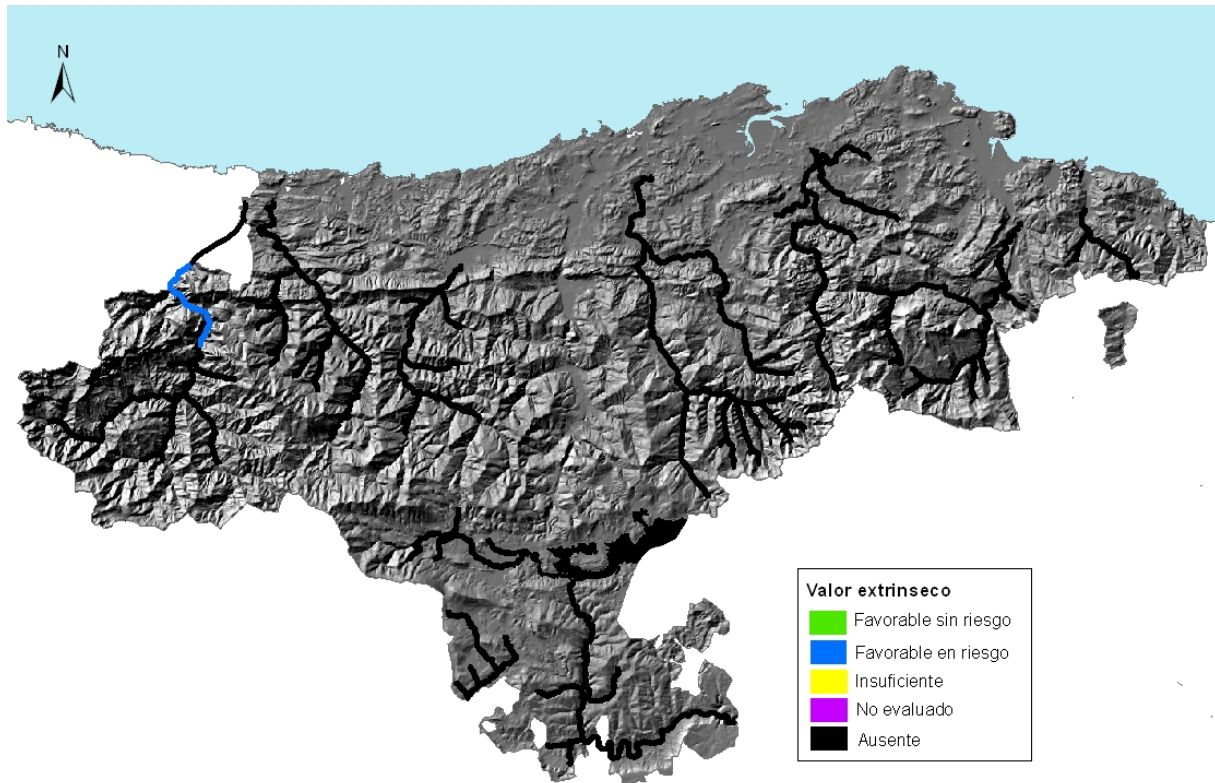 N
Valor extrinseco
Favorable sin riesgo
Favorable en riesgo
Insuficiente
No evaluado
Ausente